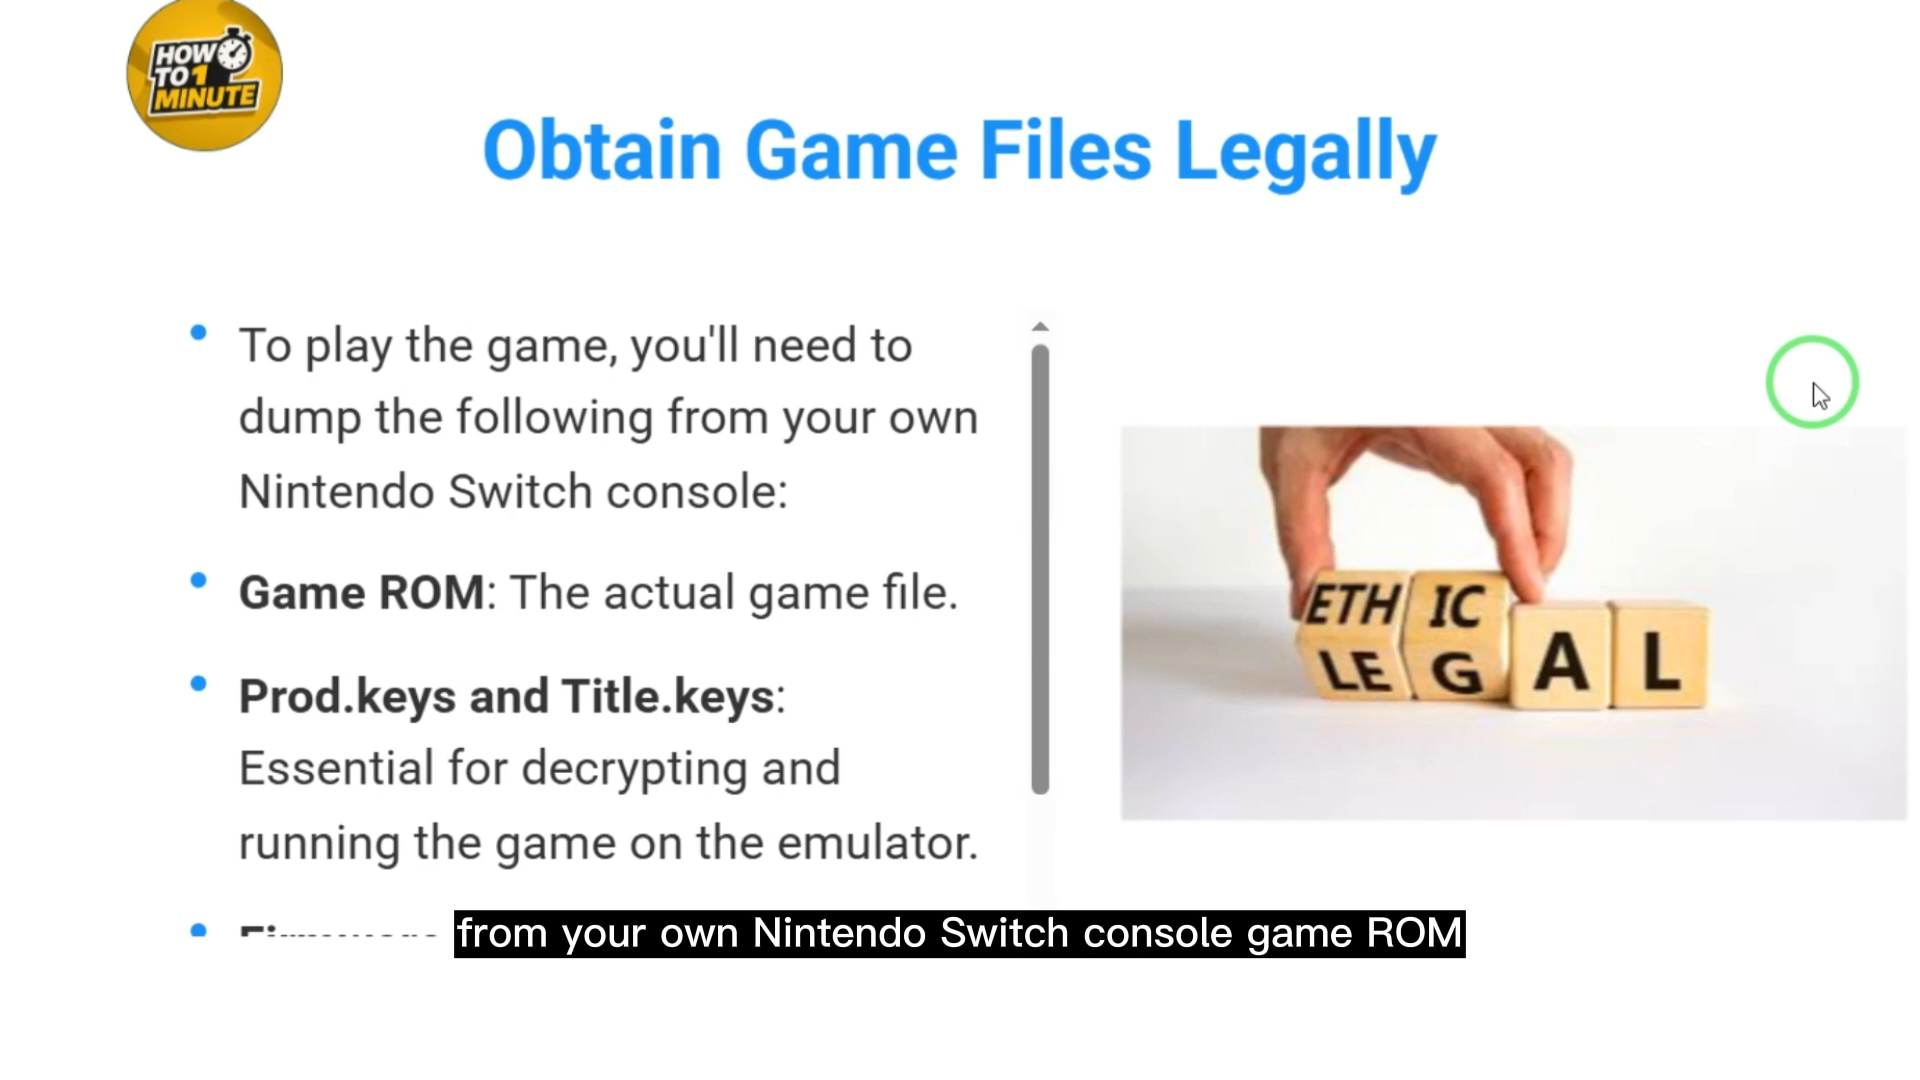 HOW
TO 1
MINUTE
Obtain Game Files Legally
To play the game, you'll need to
dump the following from your own
Nintendo Switch console:
Game ROM: The actual game file.
Prod.keys and Title.keys:
Essential for decrypting and
running the game on the emulator.
ETH IC
LE G A L
from your own Nintendo Switch console game ROM